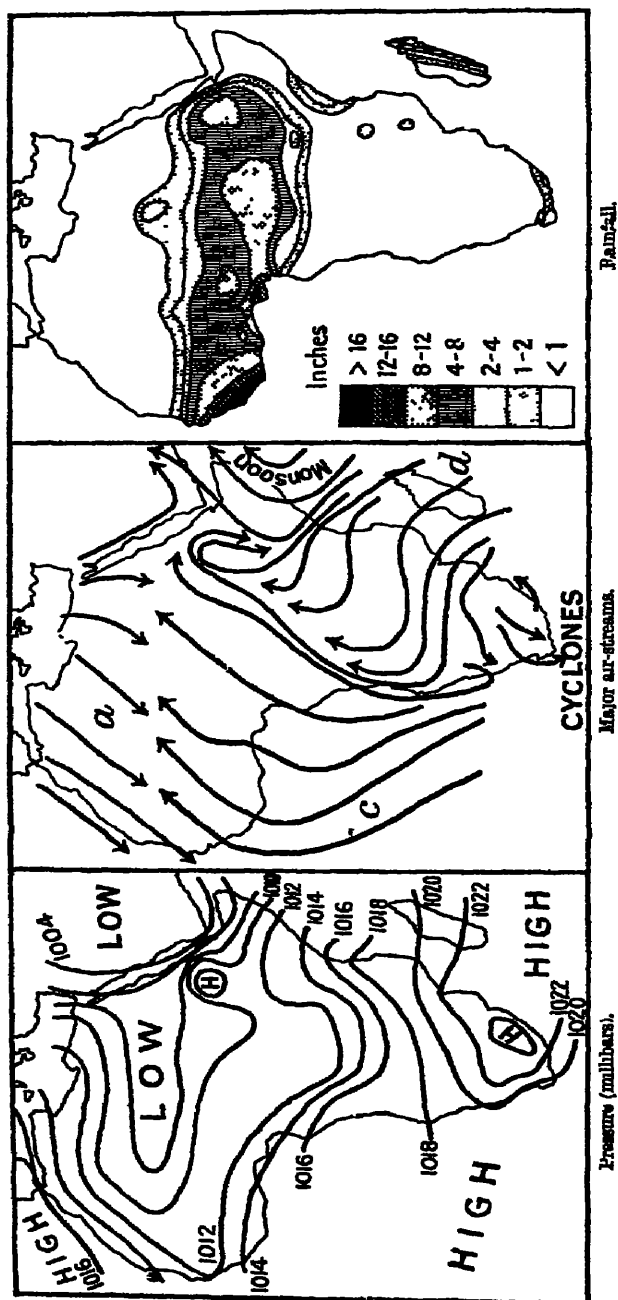 Inches
> 16
12-16
8-12
4-8
2-4
1-2
< 1
Rainfall.
Monsoon
a
c
d
CYCLONES
Major air-streams.
HIGH
1016
1004
LOW
LOW
H
1010
1012
1014
1016
1018
1020
1022
1012
1014
1016
1018
HIGH
HIGH
H
1022
1020
Pressure (millibars).